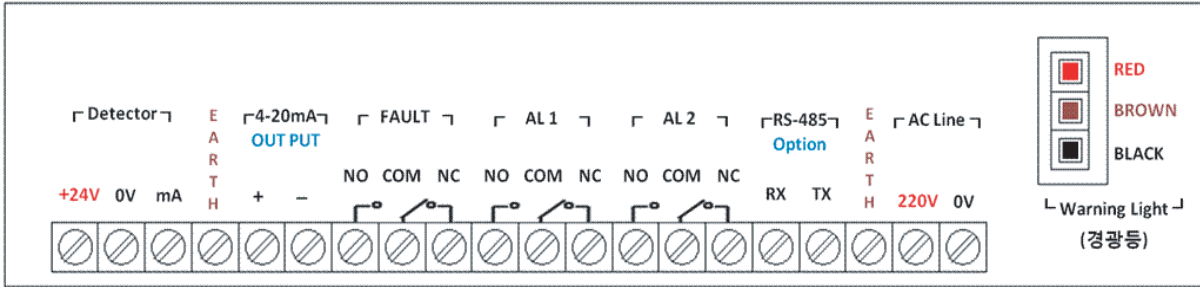 Detector
EARTH
4-20mA
OUT PUT
FAULT
AL 1
AL 2
RS-485
Option
EARTH
AC Line
+24V 0V mA
+ −
NO COM NC NO COM NC NO COM NC
RX TX
220V 0V
RED
BROWN
BLACK
Warning Light
(경광등)